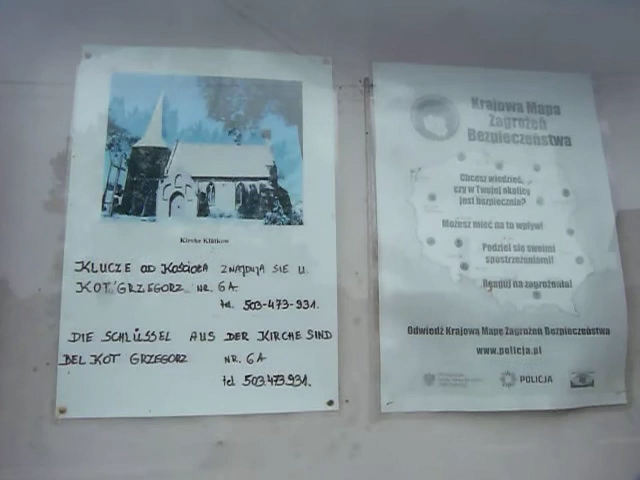 Kirche Klütkow
KLUCZE OD KOŚCIOŁA ZNAJDUJĄ SIE U.
KOT GRZEGORZ NR. 6A
tel. 503-473-931.
DIE SCHLÜSSEL AUS DER KIRCHE SIND
BEL KOT GRZEGORZ NR. 6A
tel 503.473.931.
Krajowa Mapa
Zagrożeń
Bezpieczeństwa
Chcesz wiedzieć,
czy w Twojej okolicy
jest bezpiecznie?
Możesz mieć na to wpływ!
Podziel się swoimi
spostrzeżeniami!
Reaguj na zagrożenia!
Odwiedź Krajową Mapę Zagrożeń Bezpieczeństwa
www.policja.pl
POLICJA